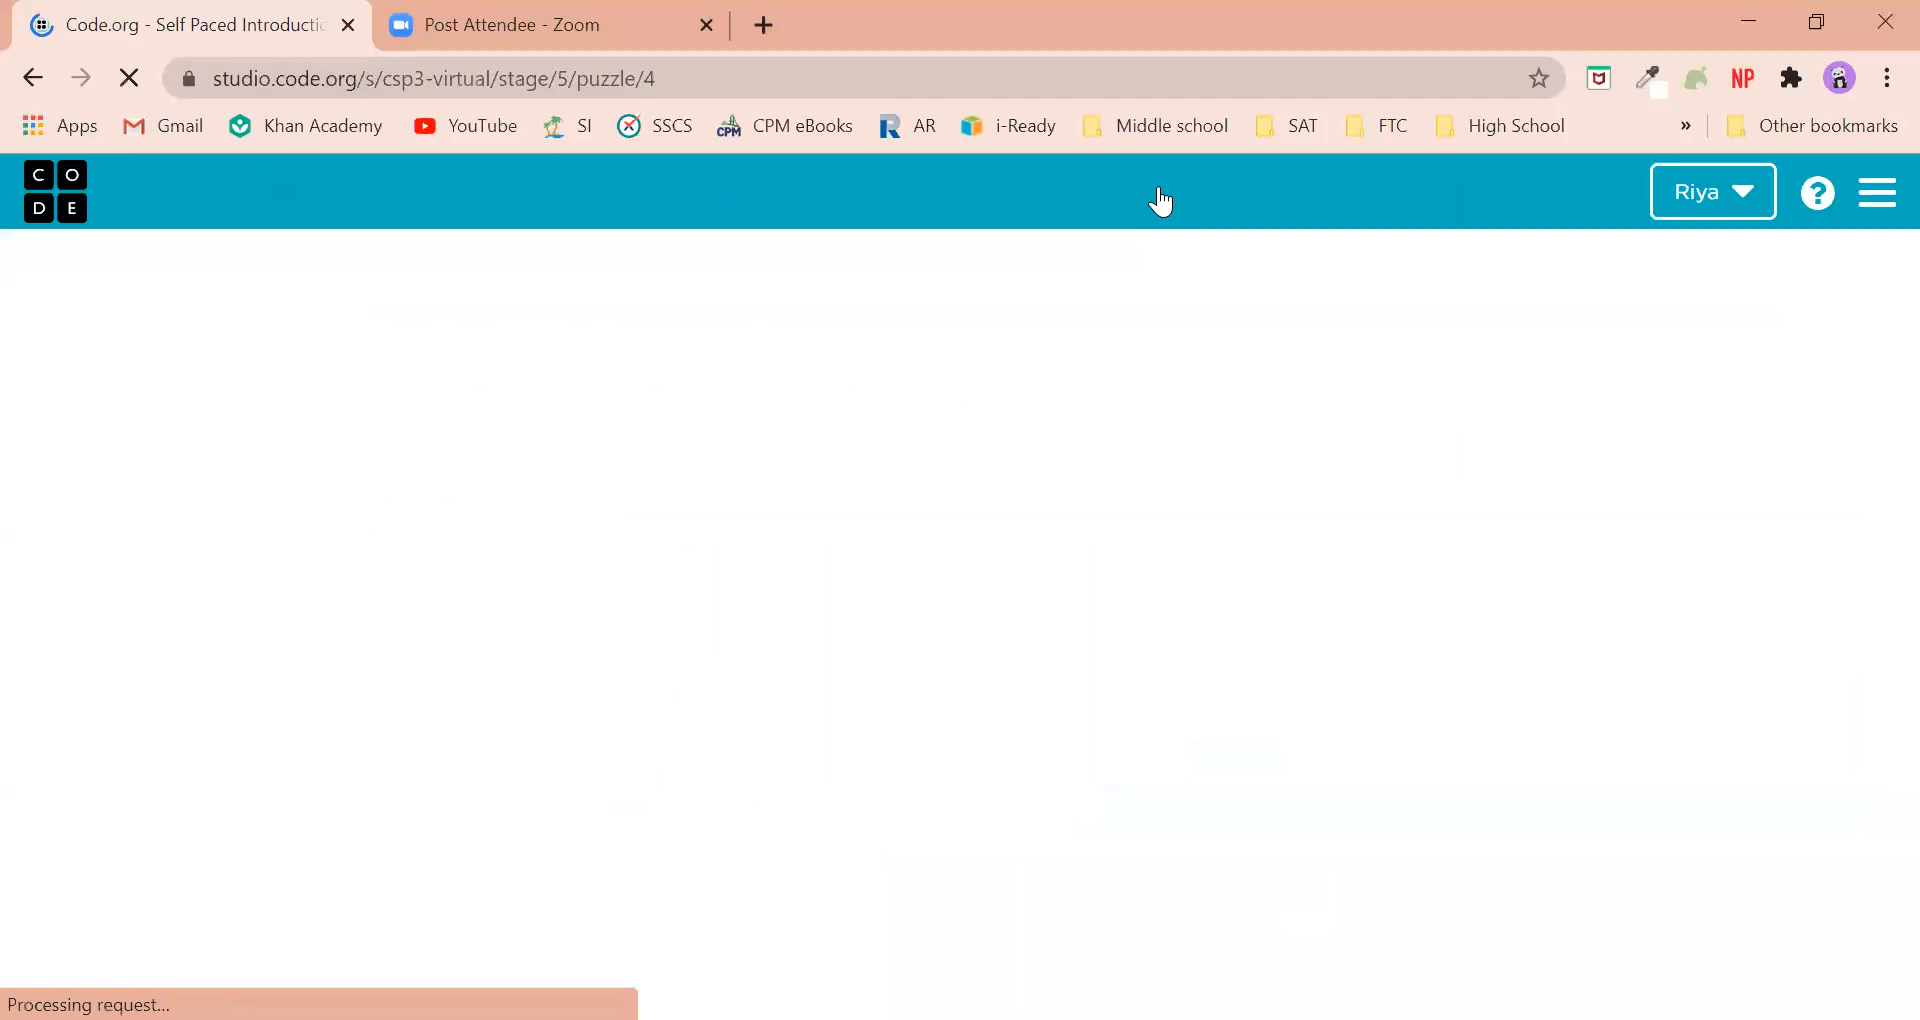 Code.org - Self Paced Introductio
Post Attendee - Zoom
studio.code.org/s/csp3-virtual/stage/5/puzzle/4
NP
Apps Gmail Khan Academy YouTube SI SSCS CPM CPM eBooks R AR i-Ready Middle school SAT FTC High School » Other bookmarks
C O
D E
Riya
?
Processing request...